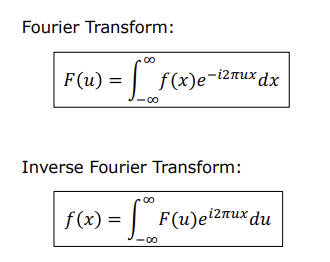 Fourier Transform:
F(u) = ∫_{-∞}^{∞} f(x)e^{-i2πux}dx
Inverse Fourier Transform:
f(x) = ∫_{-∞}^{∞} F(u)e^{i2πux}du